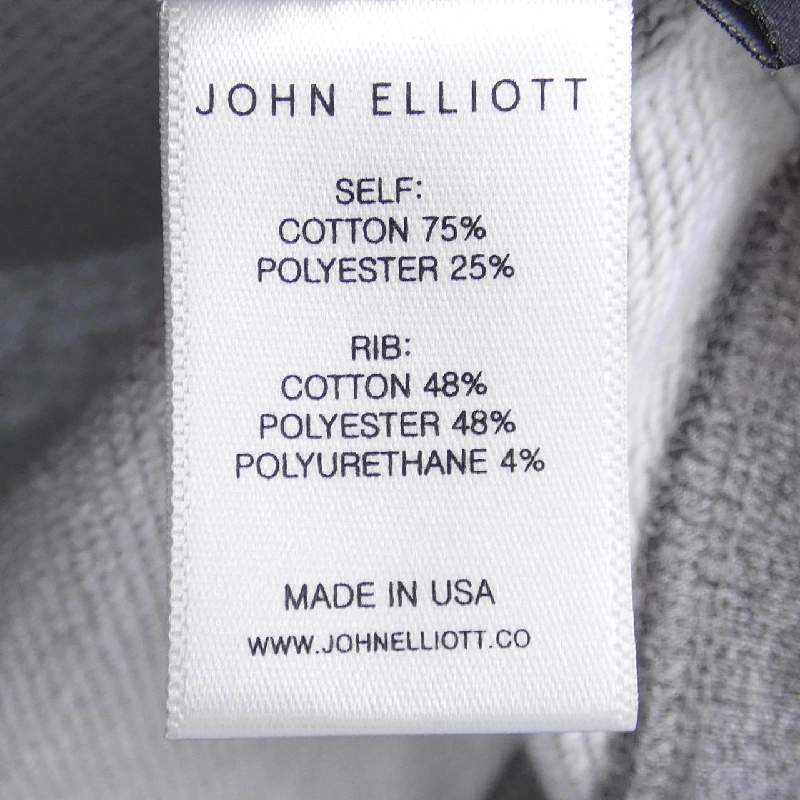 JOHN ELLIOTT
SELF:
COTTON 75%
POLYESTER 25%
RIB:
COTTON 48%
POLYESTER 48%
POLYURETHANE 4%
MADE IN USA
WWW.JOHNELLIOTT.CO